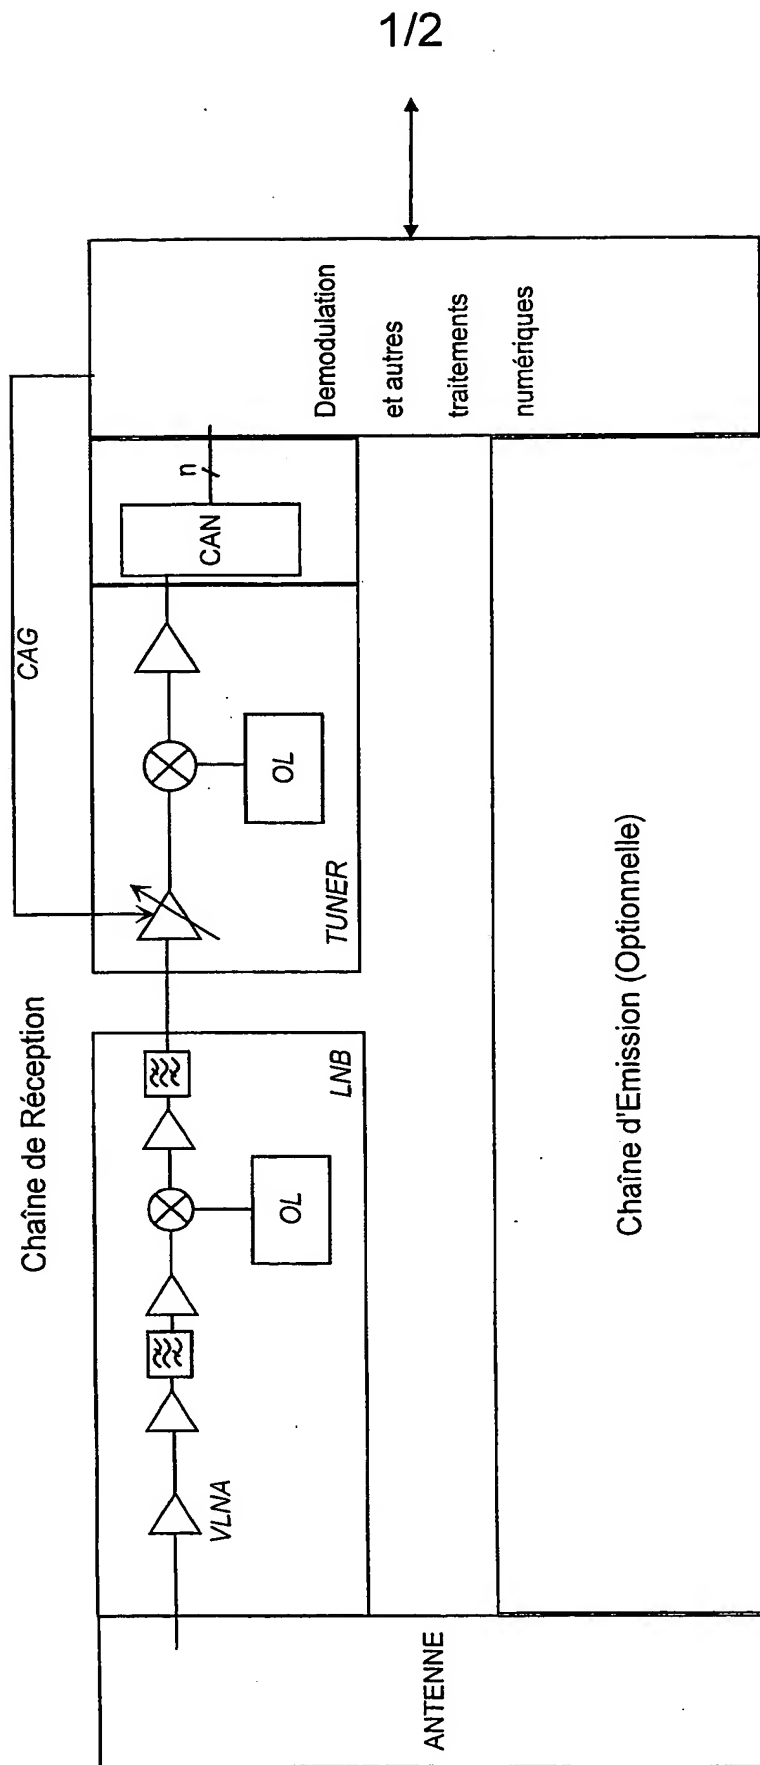 1/2
Chaîne de Réception
CAG
VLNA
OL
LNB
TUNER
OL
CAN
n
Demodulation
et autres
traitements
numériques
ANTENNE
Chaîne d'Emission (Optionnelle)